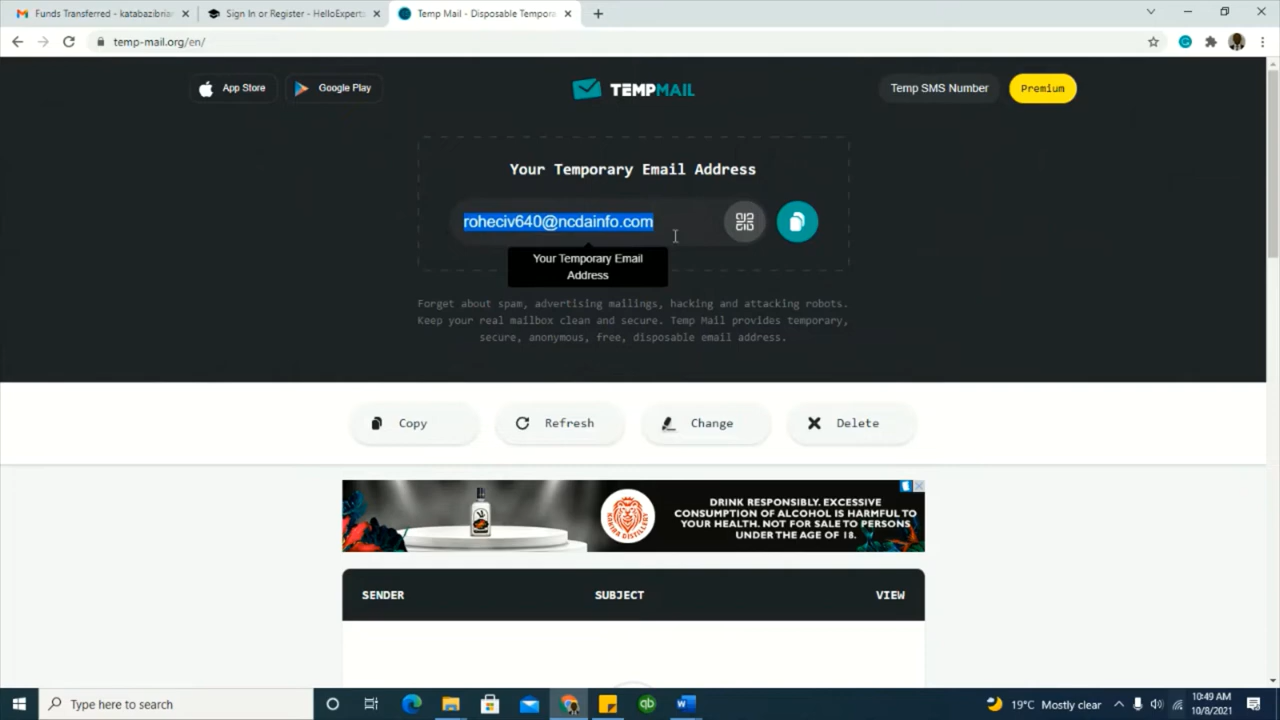 Funds Transferred - katabazibrian
Sign In or Register - HelloExperts
Temp Mail - Disposable Tempora
temp-mail.org/en/
App Store
Google Play
TEMPMAIL
Temp SMS Number
Premium
Your Temporary Email Address
roheciv640@ncdainfo.com
Your Temporary Email
Address
Forget about spam, advertising mailings, hacking and attacking robots.
Keep your real mailbox clean and secure. Temp Mail provides temporary,
secure, anonymous, free, disposable email address.
Copy
Refresh
Change
Delete
DRINK RESPONSIBLY. EXCESSIVE
CONSUMPTION OF ALCOHOL IS HARMFUL TO
YOUR HEALTH. NOT FOR SALE TO PERSONS
UNDER THE AGE OF 18.
SENDER SUBJECT VIEW
Type here to search
19°C Mostly clear
10:49 AM
10/8/2021